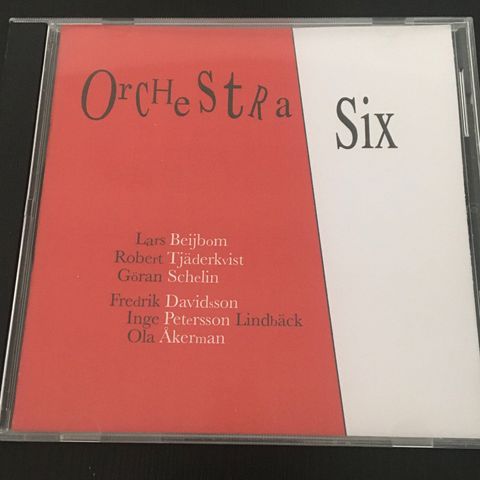 OrCHeStRa Six
Lars Beijbom
Robert Tjäderkvist
Göran Schelin
Fredrik Davidsson
Inge Petersson Lindbäck
Ola Åkerman